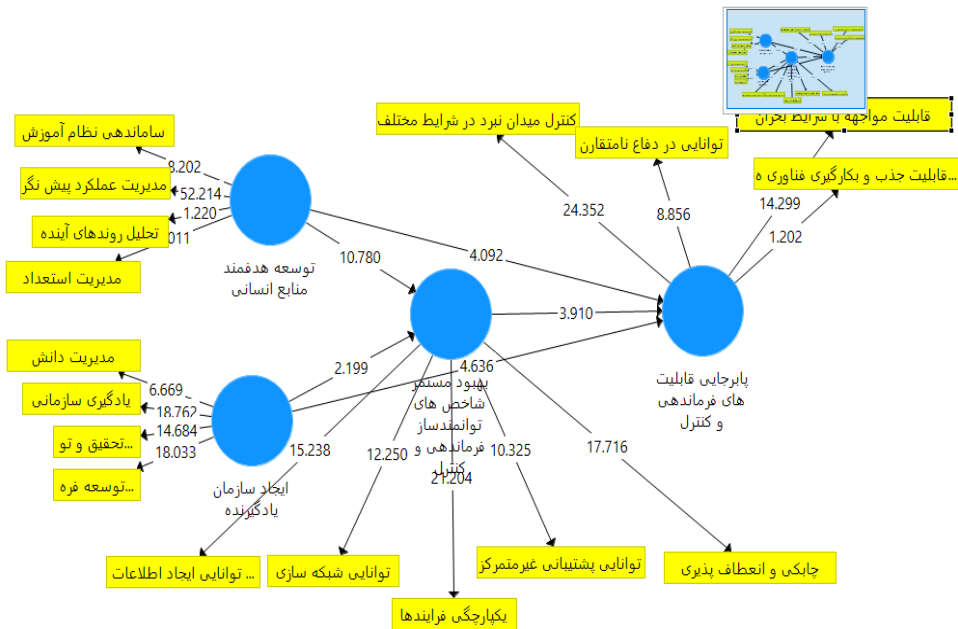 قابلیت مواجهه با شرایط بحران
کنترل میدان نبرد در شرایط مختلف
ساماندهی نظام آموزش
توانایی در دفاع نامتقارن
8.202
مدیریت عملکرد پیش نگر
52.214
قابلیت جذب و بکارگیری فناوری ه...
1.220
24.352
8.856
14.299
تحلیل روندهای آینده
011
1.202
مدیریت استعداد
توسعه هدفمند
منابع انسانی
10.780
4.092
3.910
مدیریت دانش
2.199
4.636
6.669
یادگیری سازمانی
18.762
14.684
تحقیق و تو...
18.033
توسعه فره...
ایجاد سازمان
یادگیرنده
بهبود مستمر
شاخص های
توانمندساز
فرماندهی و
کنترل
پابرجایی قابلیت
های فرماندهی
و کنترل
15.238
12.250
21.204
10.325
17.716
توانایی ایجاد اطلاعات ...
توانایی شبکه سازی
یکپارچگی فرایندها
توانایی پشتیبانی غیرمتمرکز
چابکی و انعطاف پذیری